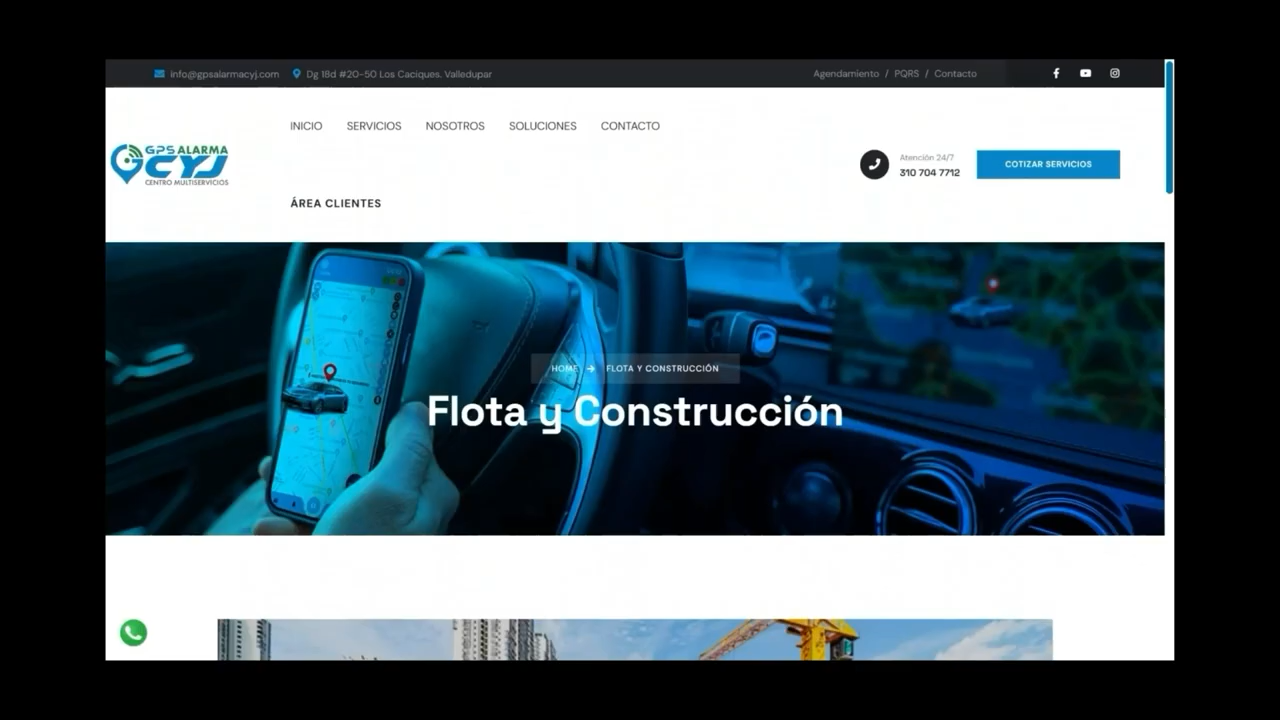 info@gpsalarmacyj.com
Dg 18d #20-50 Los Caciques. Valledupar
Agendamiento / PQRS / Contacto
INICIO SERVICIOS NOSOTROS SOLUCIONES CONTACTO
GPS ALARMA
CYJ
CENTRO MULTISERVICIOS
Atención 24/7
310 704 7712
COTIZAR SERVICIOS
ÁREA CLIENTES
HOME → FLOTA Y CONSTRUCCIÓN
Flota y Construcción